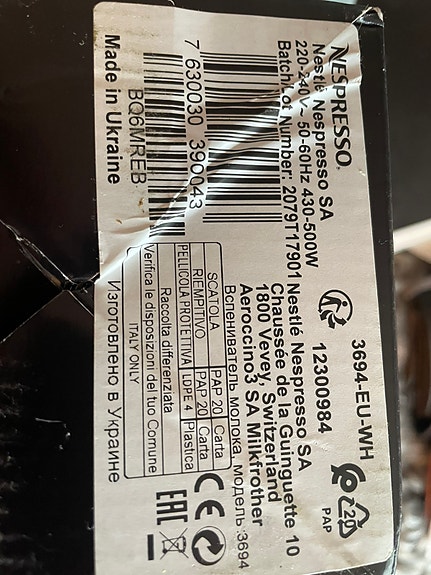 NESPRESSO®
Nestlé Nespresso SA
220-240V~ 50-60Hz 430-500W
Batch/Lot Number: 2079T17901
7 630030 390043
BQ6MREB
Made in Ukraine
3694-EU-WH
12300984
20
PAP
Nestlé Nespresso SA
Chaussée de la Guinguette 10
1800 Vevey, Switzerland
Aeroccino3 SA Milkfrother
Вспениватель молока, модель:3694
SCATOLA PAP 20 Carta
RIEMPITIVO PAP 20 Carta
PELLICOLA PROTETTIVA LDPE 4 Plastica
Raccolta differenziata
Verifica le disposizioni del tuo Comune
ITALY ONLY
CE
EAC
Изготовлено в Украине